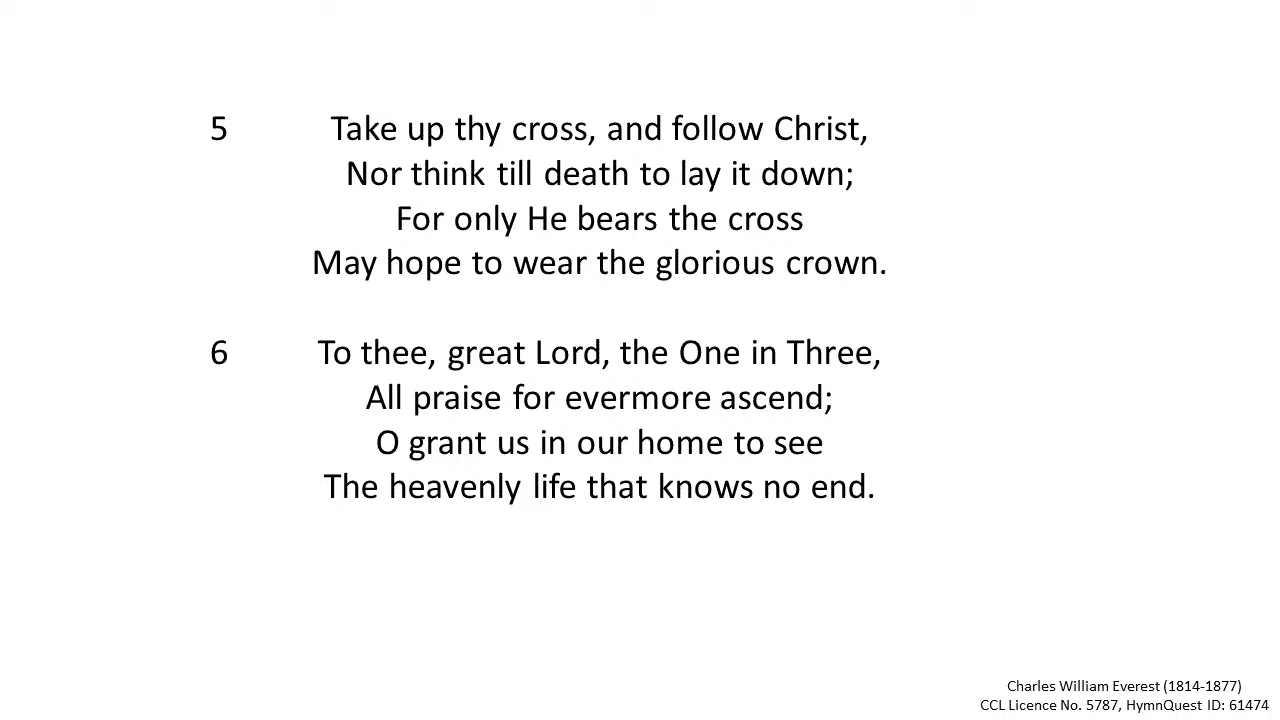 5 Take up thy cross, and follow Christ,
Nor think till death to lay it down;
For only He bears the cross
May hope to wear the glorious crown.
6 To thee, great Lord, the One in Three,
All praise for evermore ascend;
O grant us in our home to see
The heavenly life that knows no end.
Charles William Everest (1814-1877)
CCL Licence No. 5787, HymnQuest ID: 61474